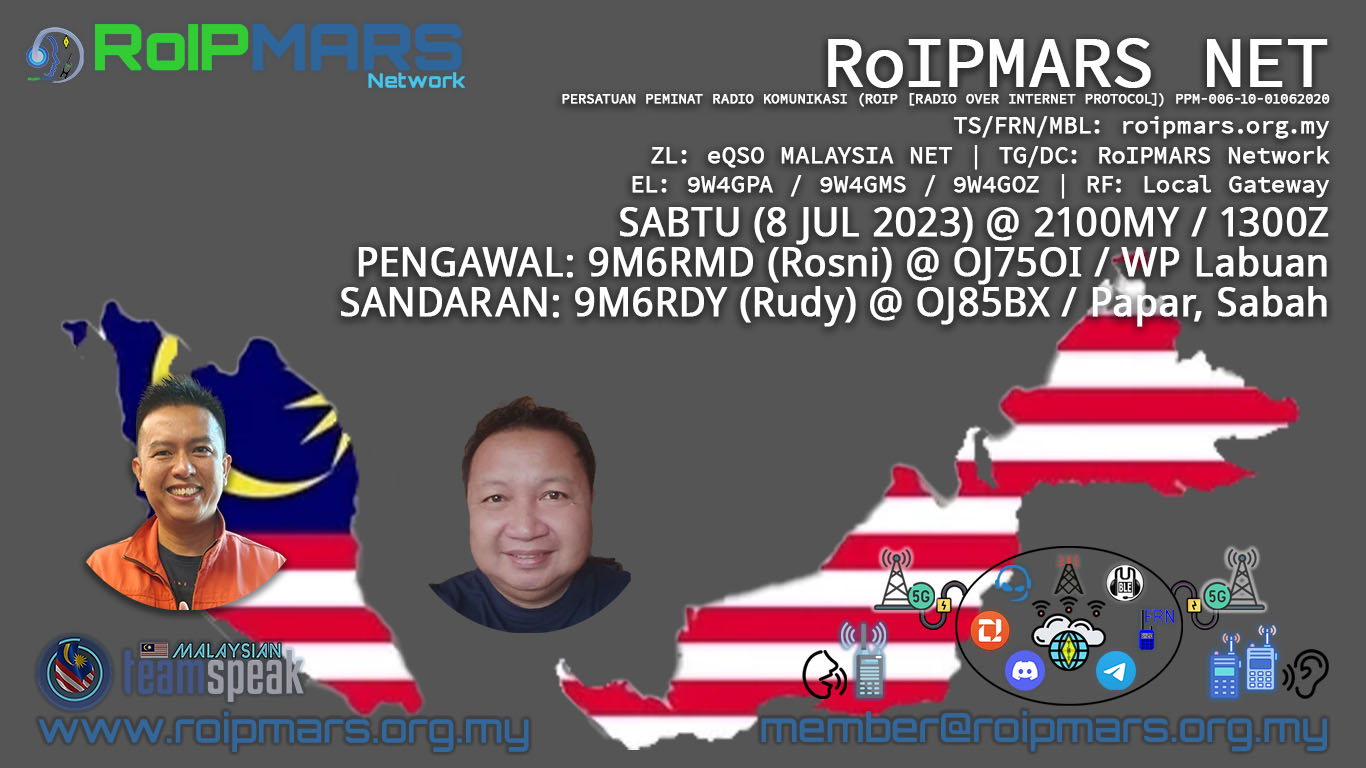 RoIPMARS
Network
RoIPMARS NET
PERSATUAN PEMINAT RADIO KOMUNIKASI (ROIP [RADIO OVER INTERNET PROTOCOL]) PPM-006-10-01062020
TS/FRN/MBL: roipmars.org.my
ZL: eQSO MALAYSIA NET | TG/DC: RoIPMARS Network
EL: 9W4GPA / 9W4GMS / 9W4GOZ | RF: Local Gateway
SABTU (8 JUL 2023) @ 2100MY / 1300Z
PENGAWAL: 9M6RMD (Rosni) @ OJ75OI / WP Labuan
SANDARAN: 9M6RDY (Rudy) @ OJ85BX / Papar, Sabah
5G
BLE
5G
FRN
MALAYSIAN
teamspeak
www.roipmars.org.my
member@roipmars.org.my